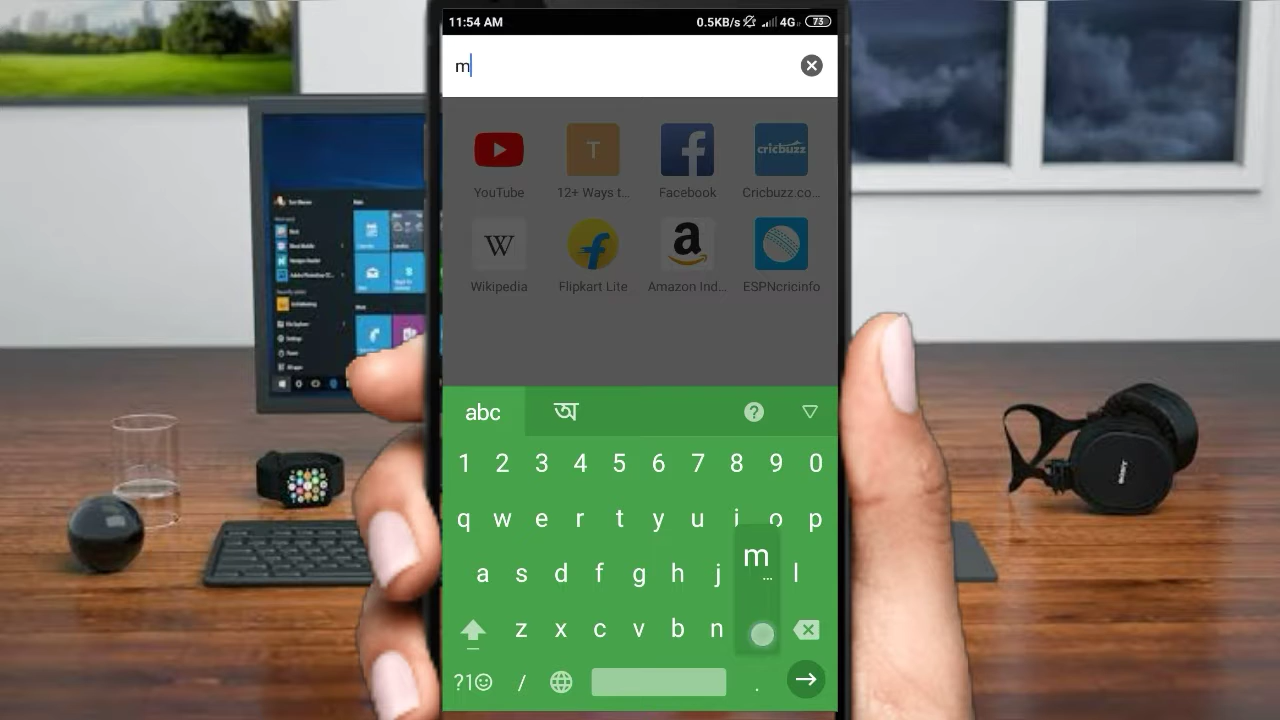 11:54 AM
0.5KB/s 4G 73
m
T
cricbuzz
YouTube
12+ Ways t...
Facebook
Cricbuzz.co...
W
a
Wikipedia
Flipkart Lite
Amazon Ind...
ESPNcricinfo
abc অ ?
1 2 3 4 5 6 7 8 9 0
q w e r t y u i o p
m
...
a s d f g h j l
z x c v b n
?1☺ / .
SONY